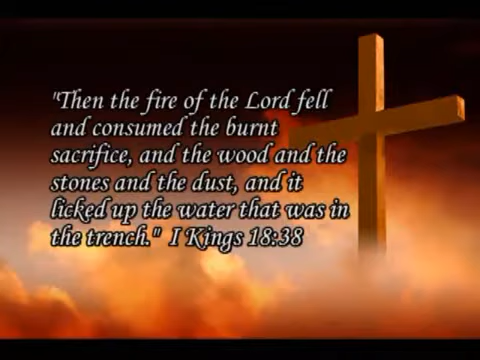 "Then the fire of the Lord fell
and consumed the burnt
sacrifice, and the wood and the
stones and the dust, and it
licked up the water that was in
the trench."  I Kings 18:38